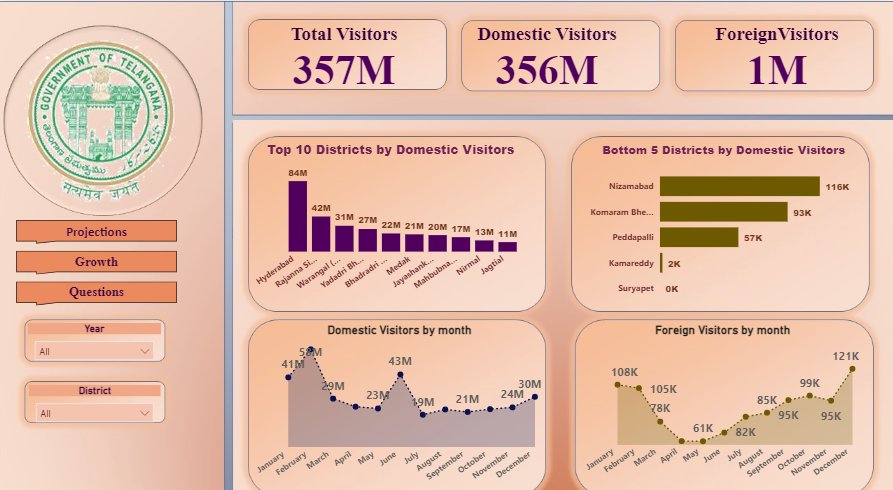 GOVERNMENT OF TELANGANA
తెలంగాణ ప్రభుత్వము
सत्यमेव जयते
Projections
Growth
Questions
Year
All
District
All
Total Visitors
357M
Domestic Visitors
356M
ForeignVisitors
1M
Top 10 Districts by Domestic Visitors
84M
42M
31M
27M
22M
21M
20M
17M
13M
11M
Hyderabad
Rajanna Si...
Warangal (...
Yadadri Bh...
Bhadradri ...
Medak
Jayashank...
Mahbubna...
Nirmal
Jagtial
Bottom 5 Districts by Domestic Visitors
Nizamabad 116K
Komaram Bhe... 93K
Peddapalli 57K
Kamareddy 2K
Suryapet 0K
Domestic Visitors by month
41M
58M
29M
23M
43M
19M
21M
24M
30M
January
February
March
April
May
June
July
August
September
October
November
December
Foreign Visitors by month
108K
105K
78K
61K
82K
85K
95K
99K
95K
121K
January
February
March
April
May
June
July
August
September
October
November
December